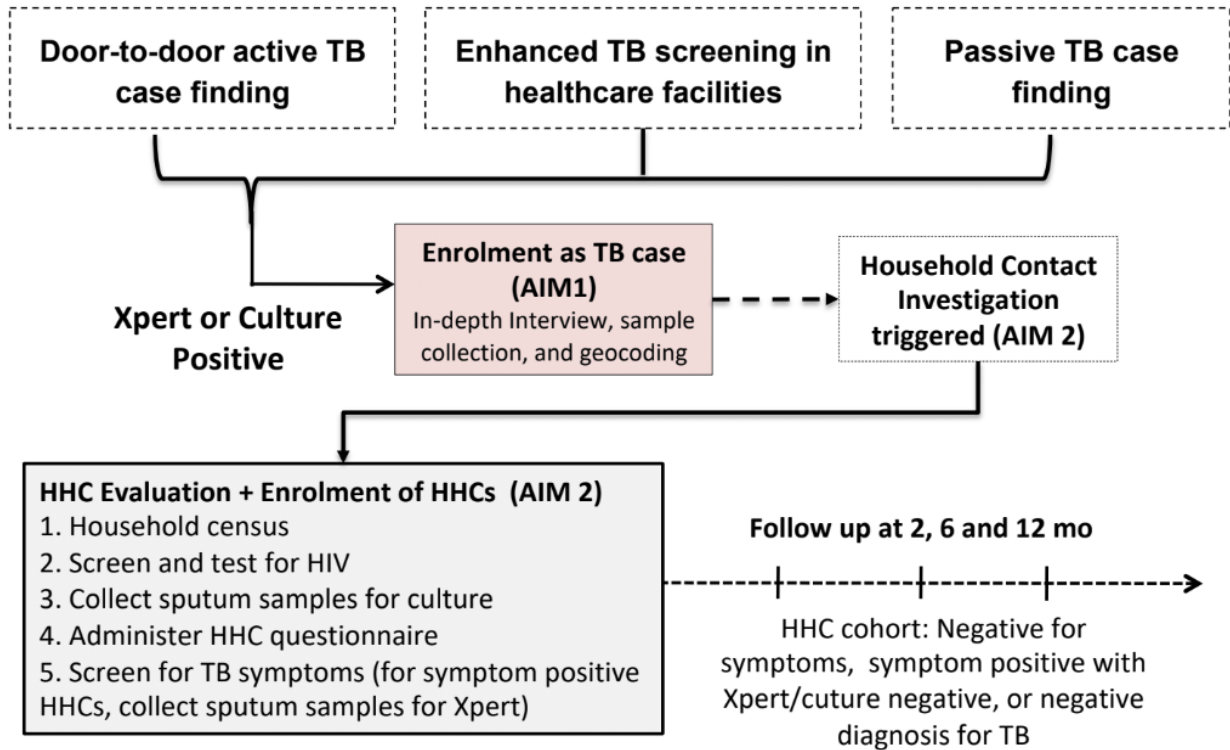 Door-to-door active TB
case finding
Enhanced TB screening in
healthcare facilities
Passive TB case
finding
Xpert or Culture
Positive
Enrolment as TB case
(AIM1)
In-depth Interview, sample
collection, and geocoding
Household Contact
Investigation
triggered (AIM 2)
HHC Evaluation + Enrolment of HHCs (AIM 2)
1. Household census
2. Screen and test for HIV
3. Collect sputum samples for culture
4. Administer HHC questionnaire
5. Screen for TB symptoms (for symptom positive
HHCs, collect sputum samples for Xpert)
Follow up at 2, 6 and 12 mo
HHC cohort: Negative for
symptoms, symptom positive with
Xpert/cuture negative, or negative
diagnosis for TB